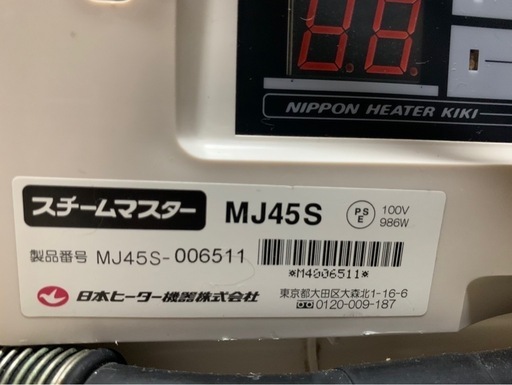 88
NIPPON HEATER KIKI
スチームマスター MJ45S PSE 100V 986W
製品番号 MJ45S-006511
*M4006511*
日本ヒーター機器株式会社
東京都大田区大森北1-16-6
0120-009-187